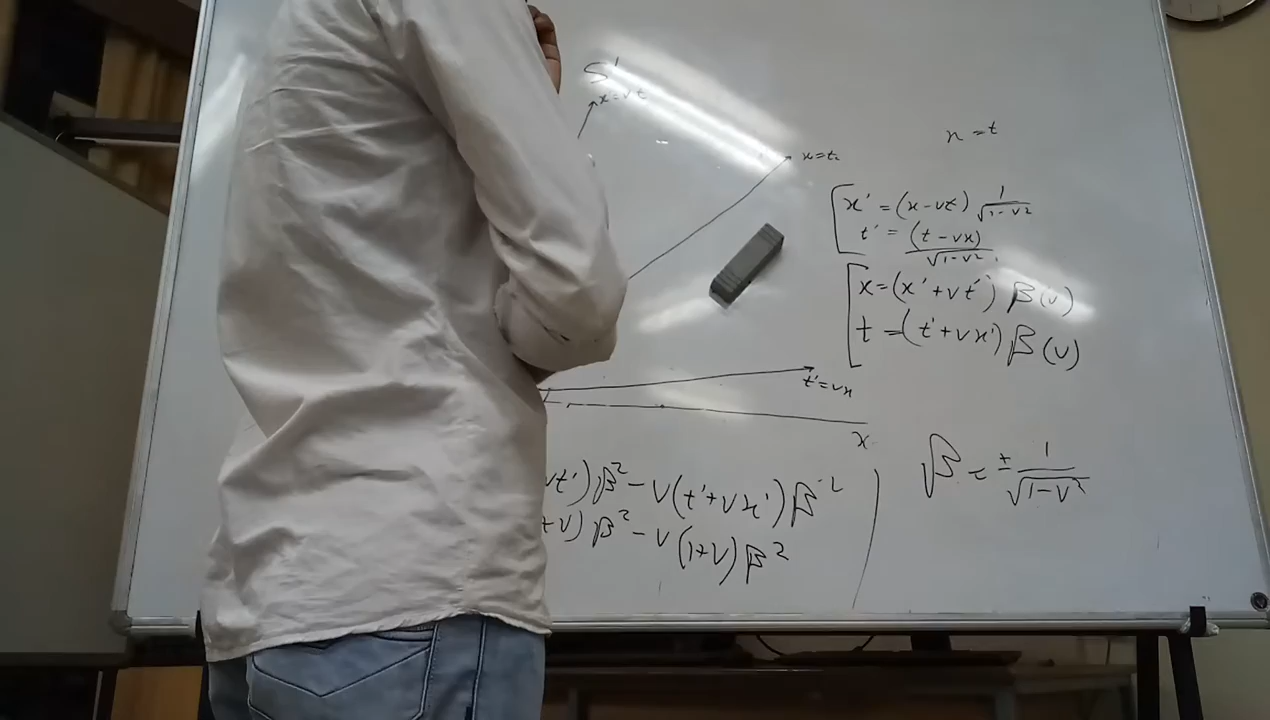 S'
x=vt
x=t
x=t
x' = (x-vt) 1/√1-v²
t' = (t-vx)/√1-v²
x=(x'+vt')β(v)
t=(t'+vx')β(v)
t'=vx
x
vt')β²-v(t'+vx')β²
+v)β²-v(1+v)β²
β = ± 1/√1-v²